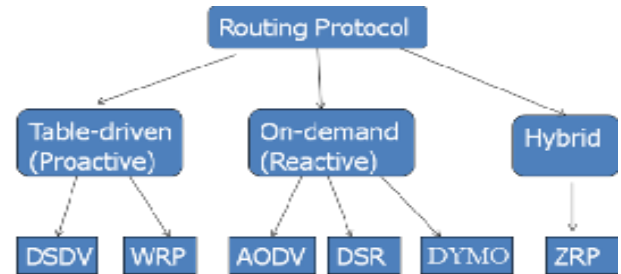 Routing Protocol
Table-driven
(Proactive)
On-demand
(Reactive)
Hybrid
DSDV
WRP
AODV
DSR
DYMO
ZRP